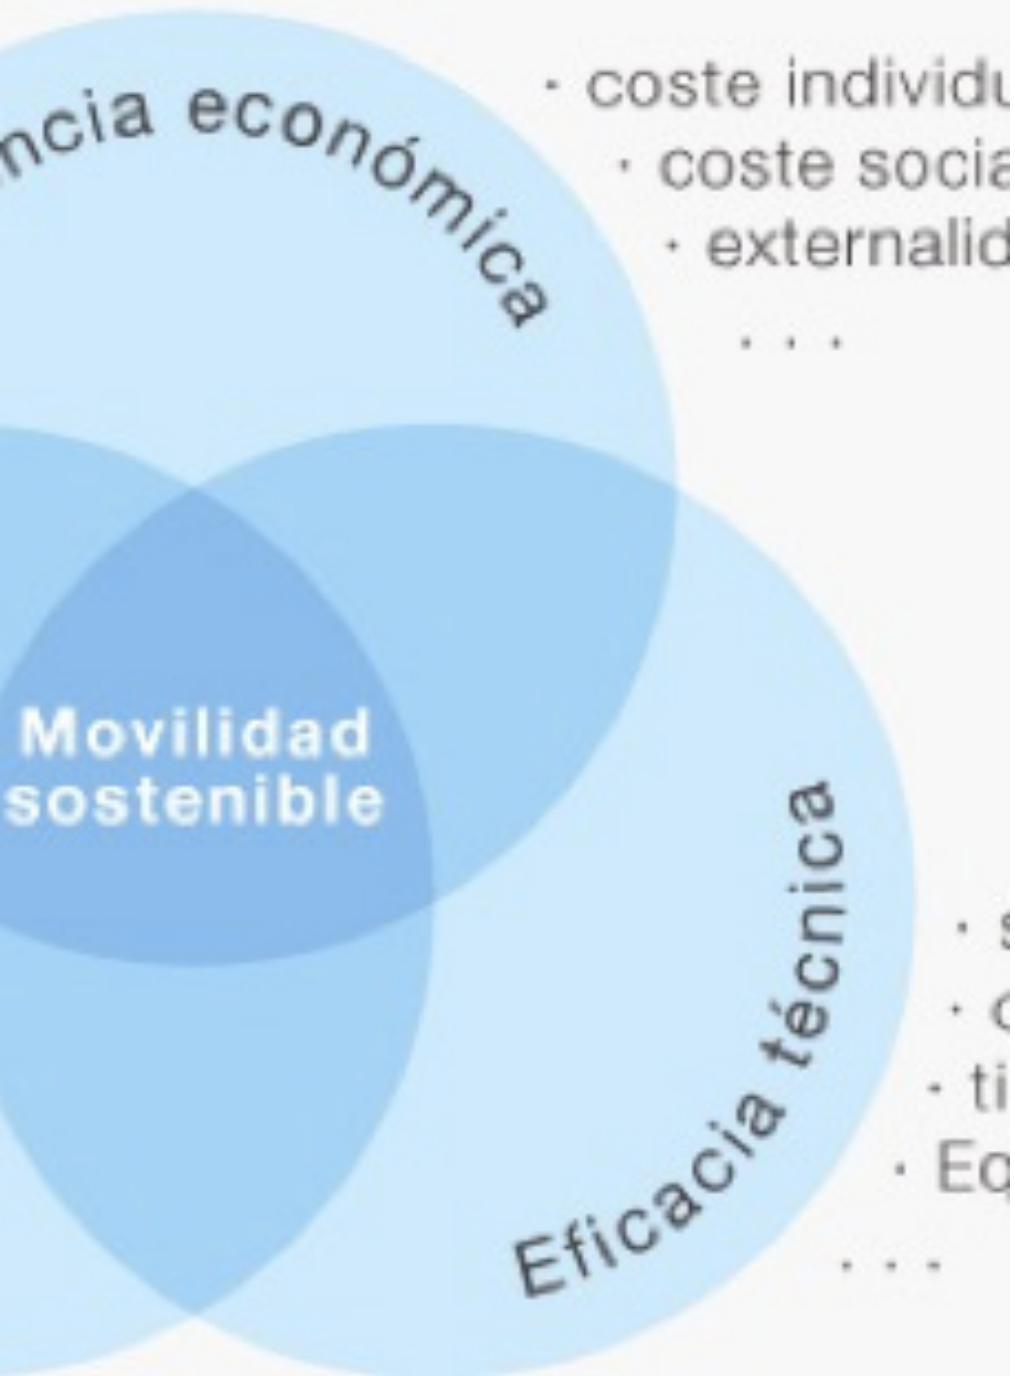 ncia económica
· coste individu
· coste socia
· externalid
. . .
Movilidad
sostenible
Eficacia técnica
· s
· ti
· Eq
. . .